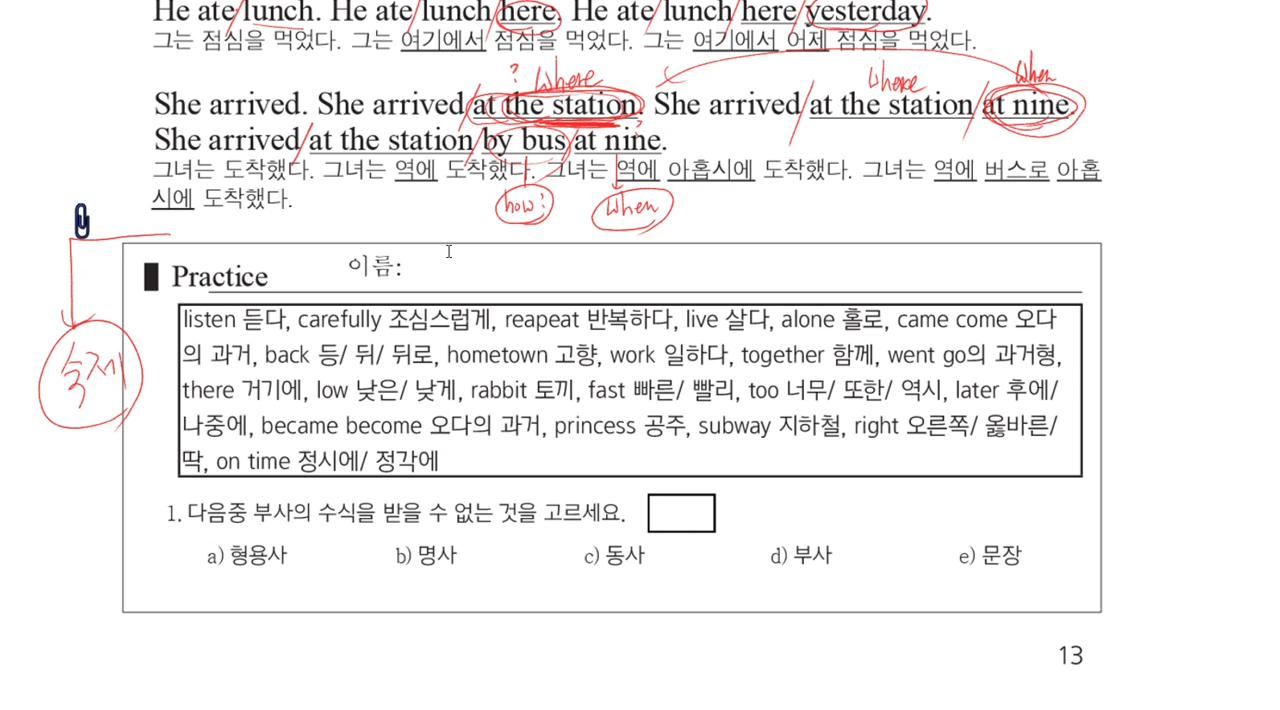 He ate lunch. He ate lunch here. He ate lunch here yesterday.
그는 점심을 먹었다. 그는 여기에서 점심을 먹었다. 그는 여기에서 어제 점심을 먹었다.
? where where when
She arrived. She arrived at the station. She arrived at the station at nine.
She arrived at the station by bus at nine.
그녀는 도착했다. 그녀는 역에 도착했다. 그녀는 역에 아홉시에 도착했다. 그녀는 역에 버스로 아홉
시에 도착했다.
how? when
Practice 이름:
숙제
listen 듣다, carefully 조심스럽게, reapeat 반복하다, live 살다, alone 홀로, came come 오다
의 과거, back 등/ 뒤/ 뒤로, hometown 고향, work 일하다, together 함께, went go의 과거형,
there 거기에, low 낮은/ 낮게, rabbit 토끼, fast 빠른/ 빨리, too 너무/ 또한/ 역시, later 후에/
나중에, became become 오다의 과거, princess 공주, subway 지하철, right 오른쪽/ 옳바른/
딱, on time 정시에/ 정각에
1. 다음중 부사의 수식을 받을 수 없는 것을 고르세요.
a) 형용사 b) 명사 c) 동사 d) 부사 e) 문장
13